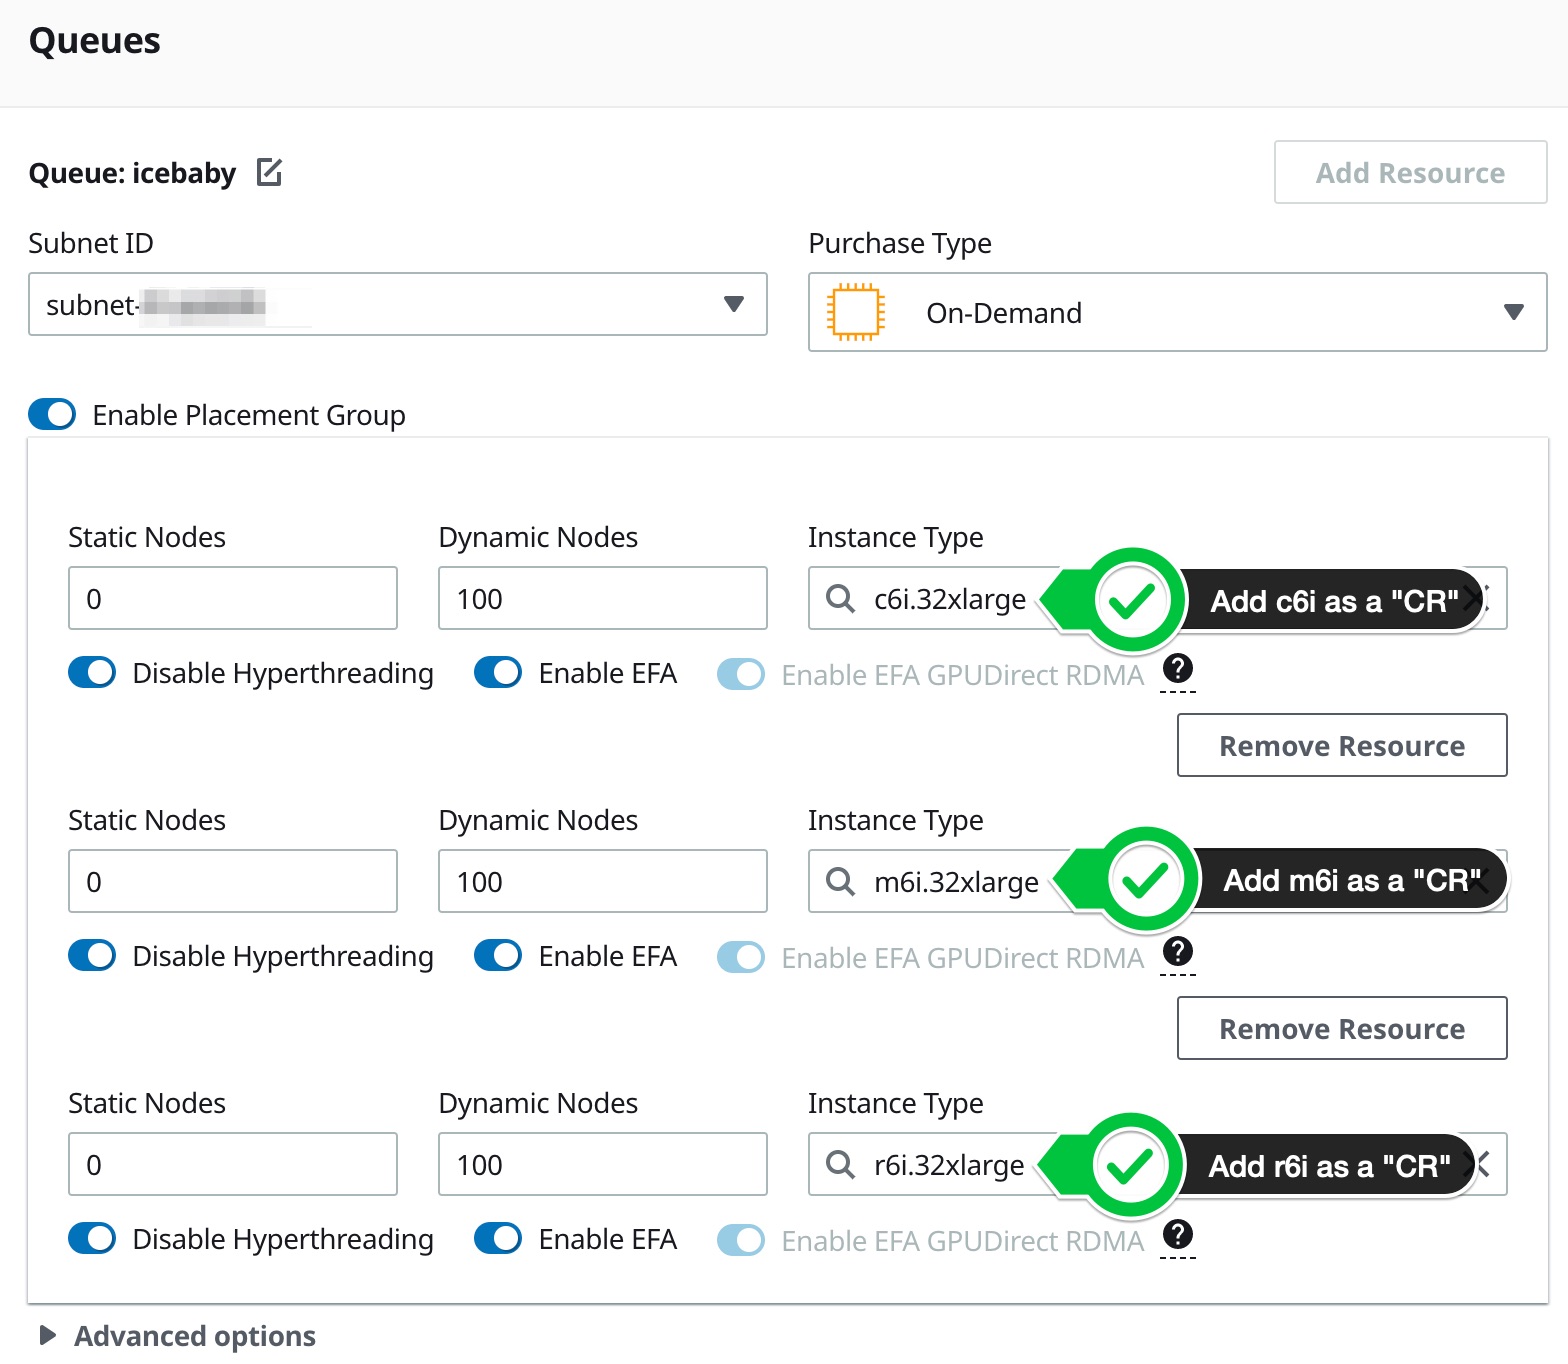 Queues
Queue: icebaby
Add Resource
Subnet ID
Purchase Type
subnet-
On-Demand
Enable Placement Group
Static Nodes
Dynamic Nodes
Instance Type
0
100
c6i.32xlarge
Add c6i as a "CR"
Disable Hyperthreading
Enable EFA
Enable EFA GPUDirect RDMA
?
Remove Resource
Static Nodes
Dynamic Nodes
Instance Type
0
100
m6i.32xlarge
Add m6i as a "CR"
Disable Hyperthreading
Enable EFA
Enable EFA GPUDirect RDMA
?
Remove Resource
Static Nodes
Dynamic Nodes
Instance Type
0
100
r6i.32xlarge
Add r6i as a "CR"
Disable Hyperthreading
Enable EFA
Enable EFA GPUDirect RDMA
?
Advanced options